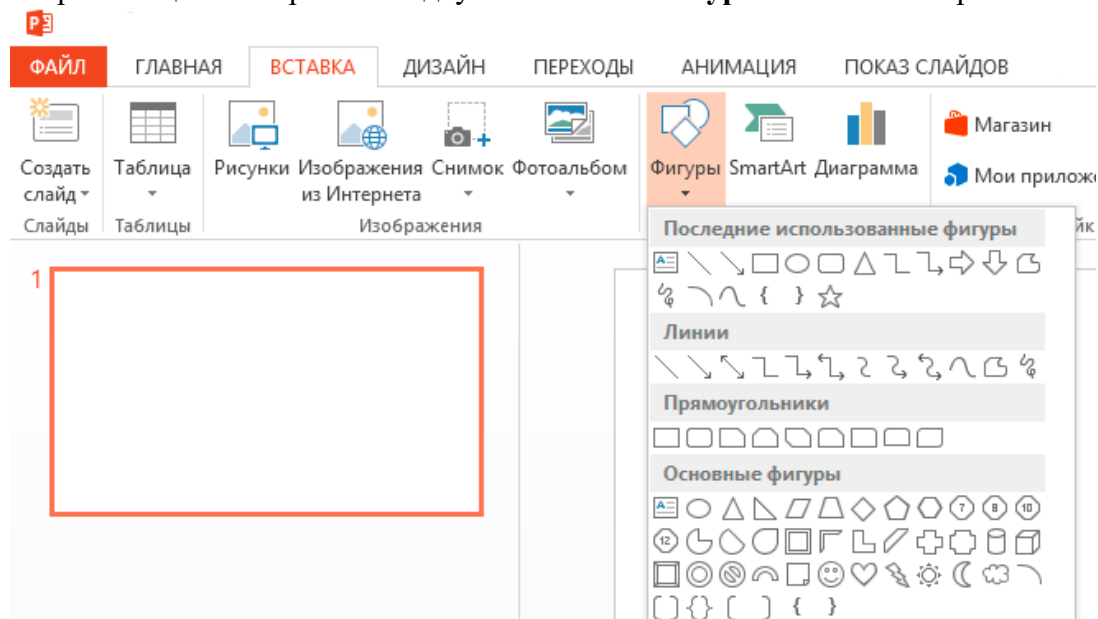 ФАЙЛ ГЛАВНАЯ ВСТАВКА ДИЗАЙН ПЕРЕХОДЫ АНИМАЦИЯ ПОКАЗ СЛАЙДОВ
Создать слайд
Таблица
Рисунки
Изображения из Интернета
Снимок
Фотоальбом
Фигуры
SmartArt
Диаграмма
Магазин
Мои
Слайды
Таблицы
Изображения
1
Последние использованные фигуры
Линии
Прямоугольники
Основные фигуры